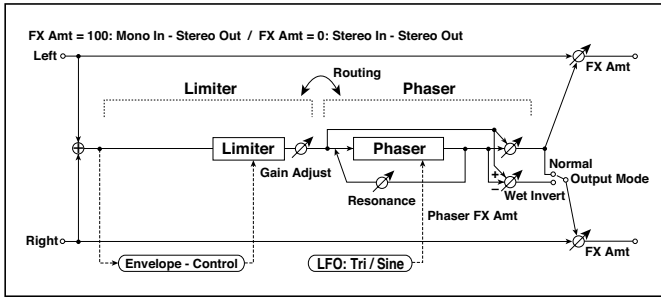 FX Amt = 100: Mono In - Stereo Out / FX Amt = 0: Stereo In - Stereo Out
Left
FX Amt
Routing
Limiter
Phaser
Limiter
Phaser
Normal
Output Mode
Gain Adjust
+
−
Wet Invert
Resonance
Phaser FX Amt
Right
FX Amt
Envelope - Control
LFO: Tri / Sine